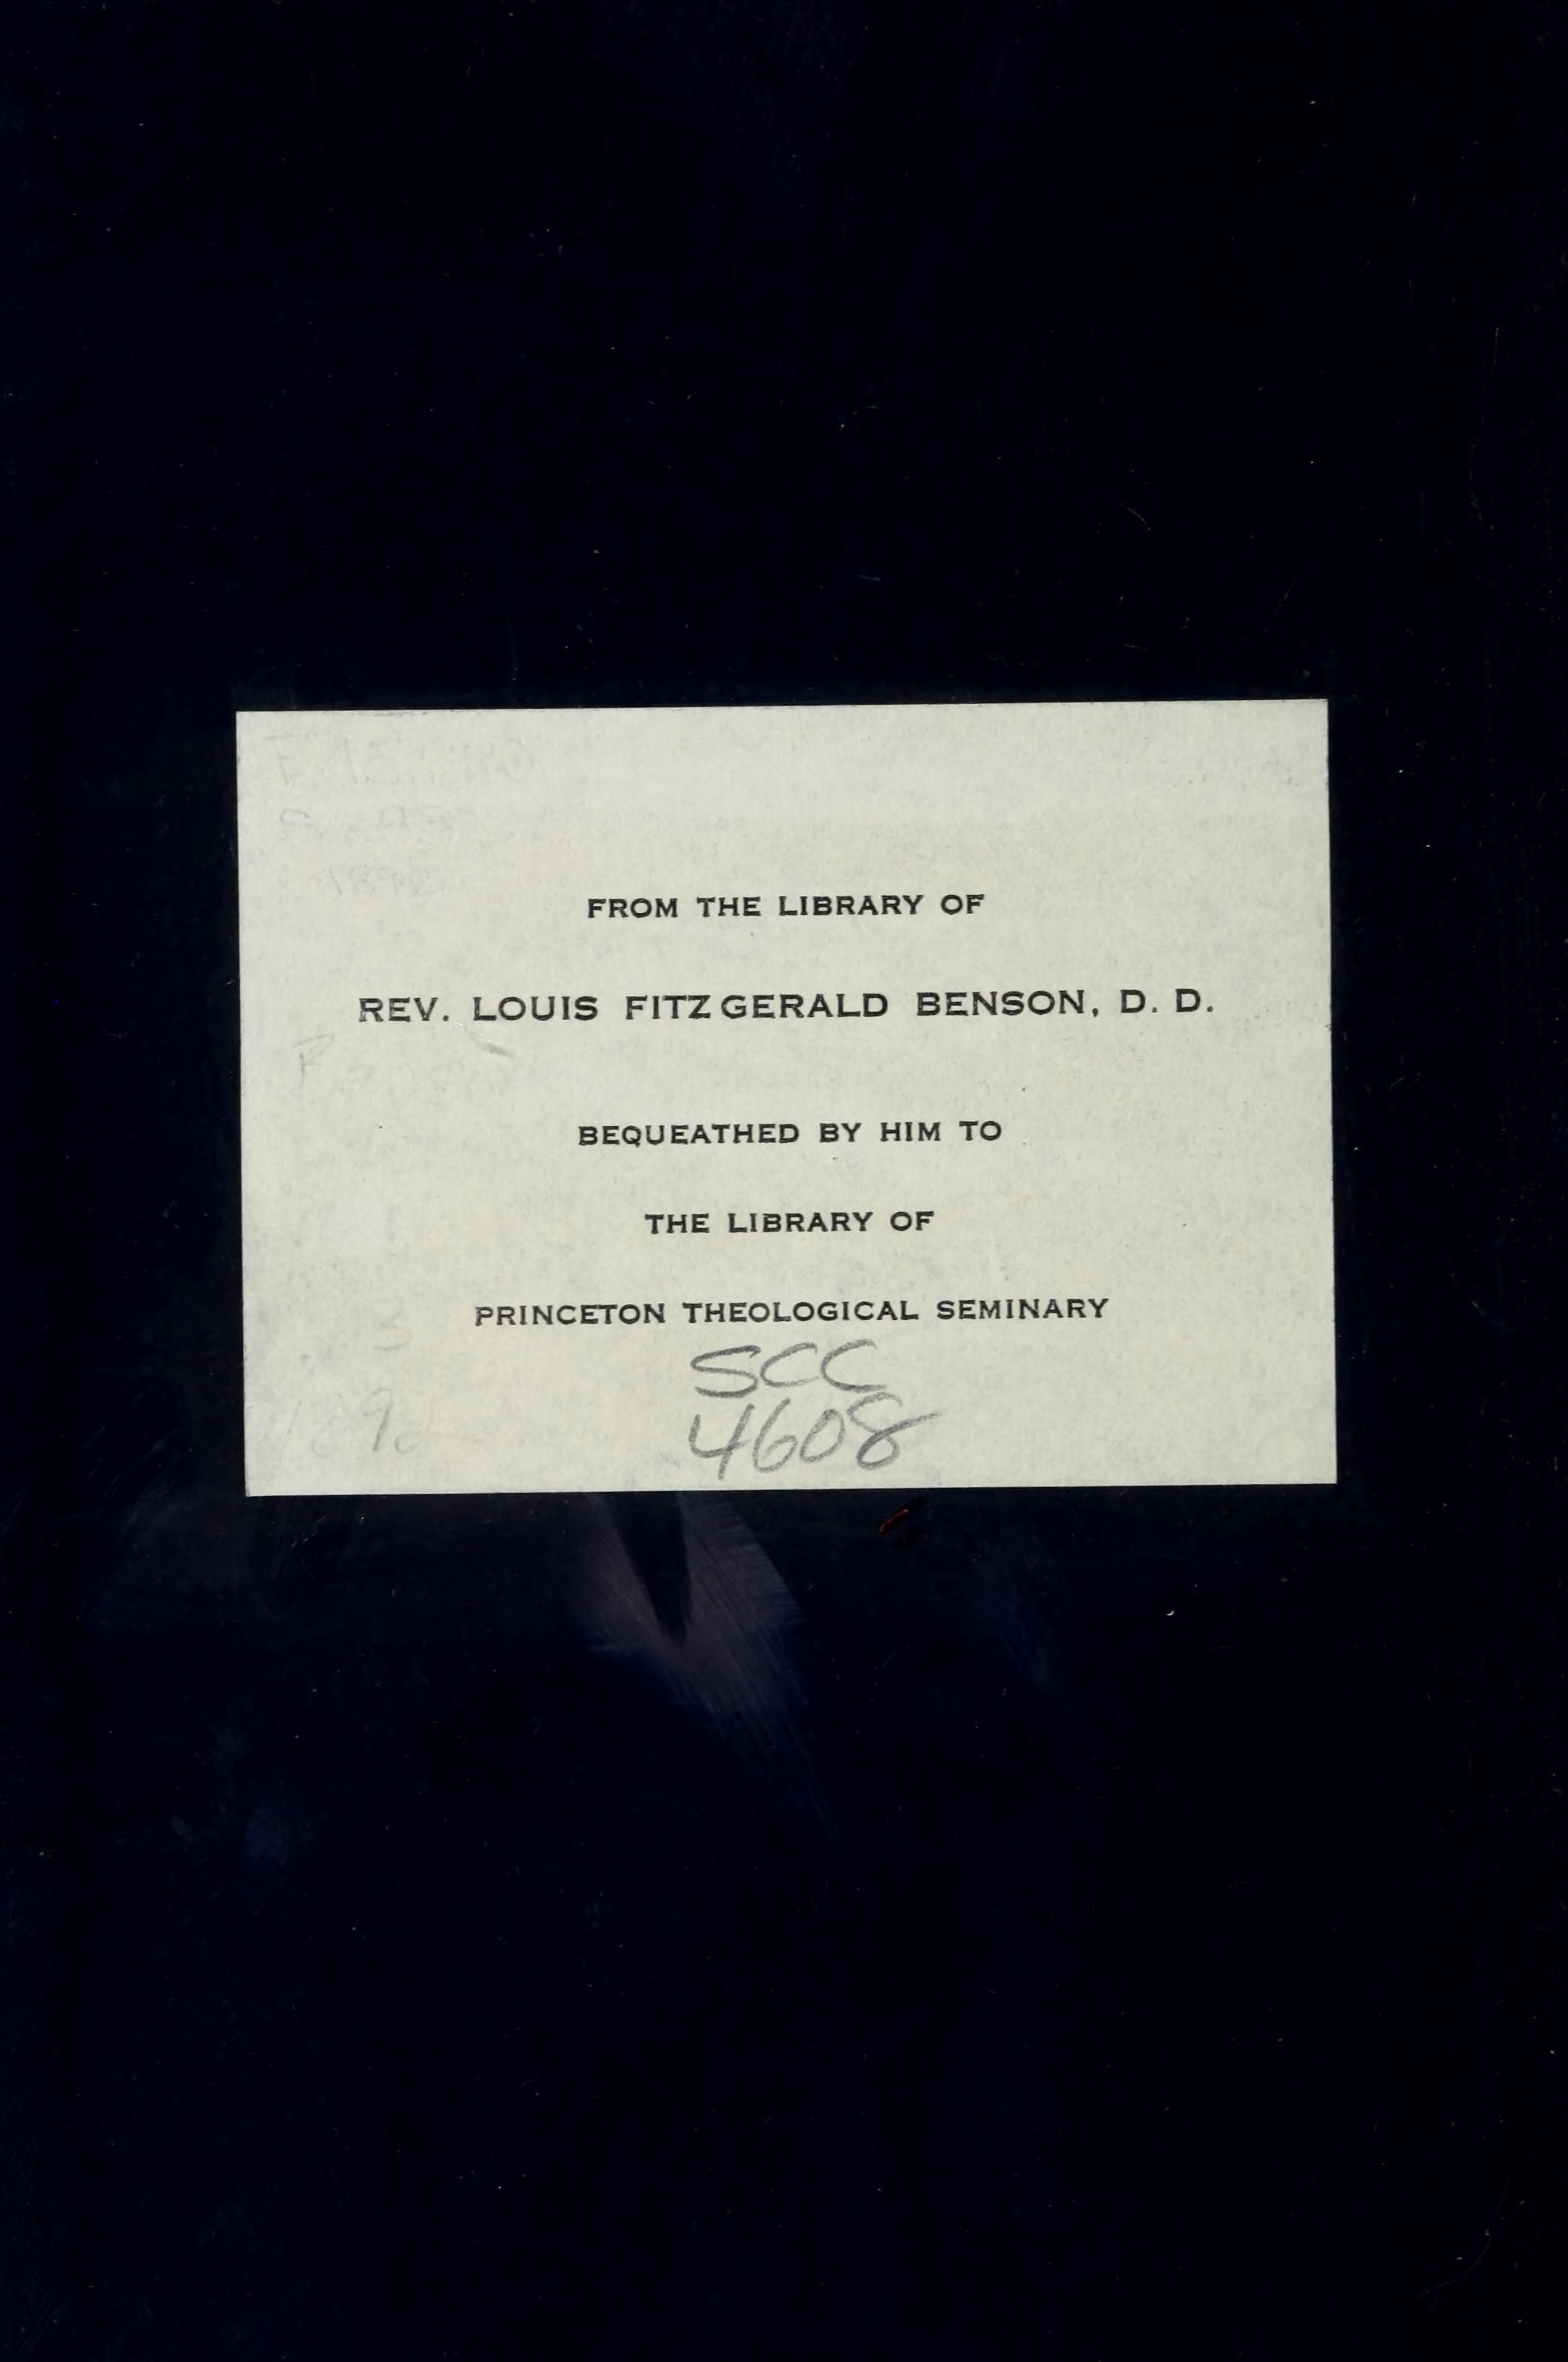 FROM THE LIBRARY OF
REV. LOUIS FITZGERALD BENSON, D. D.
BEQUEATHED BY HIM TO
THE LIBRARY OF
PRINCETON THEOLOGICAL SEMINARY
SCC
4608